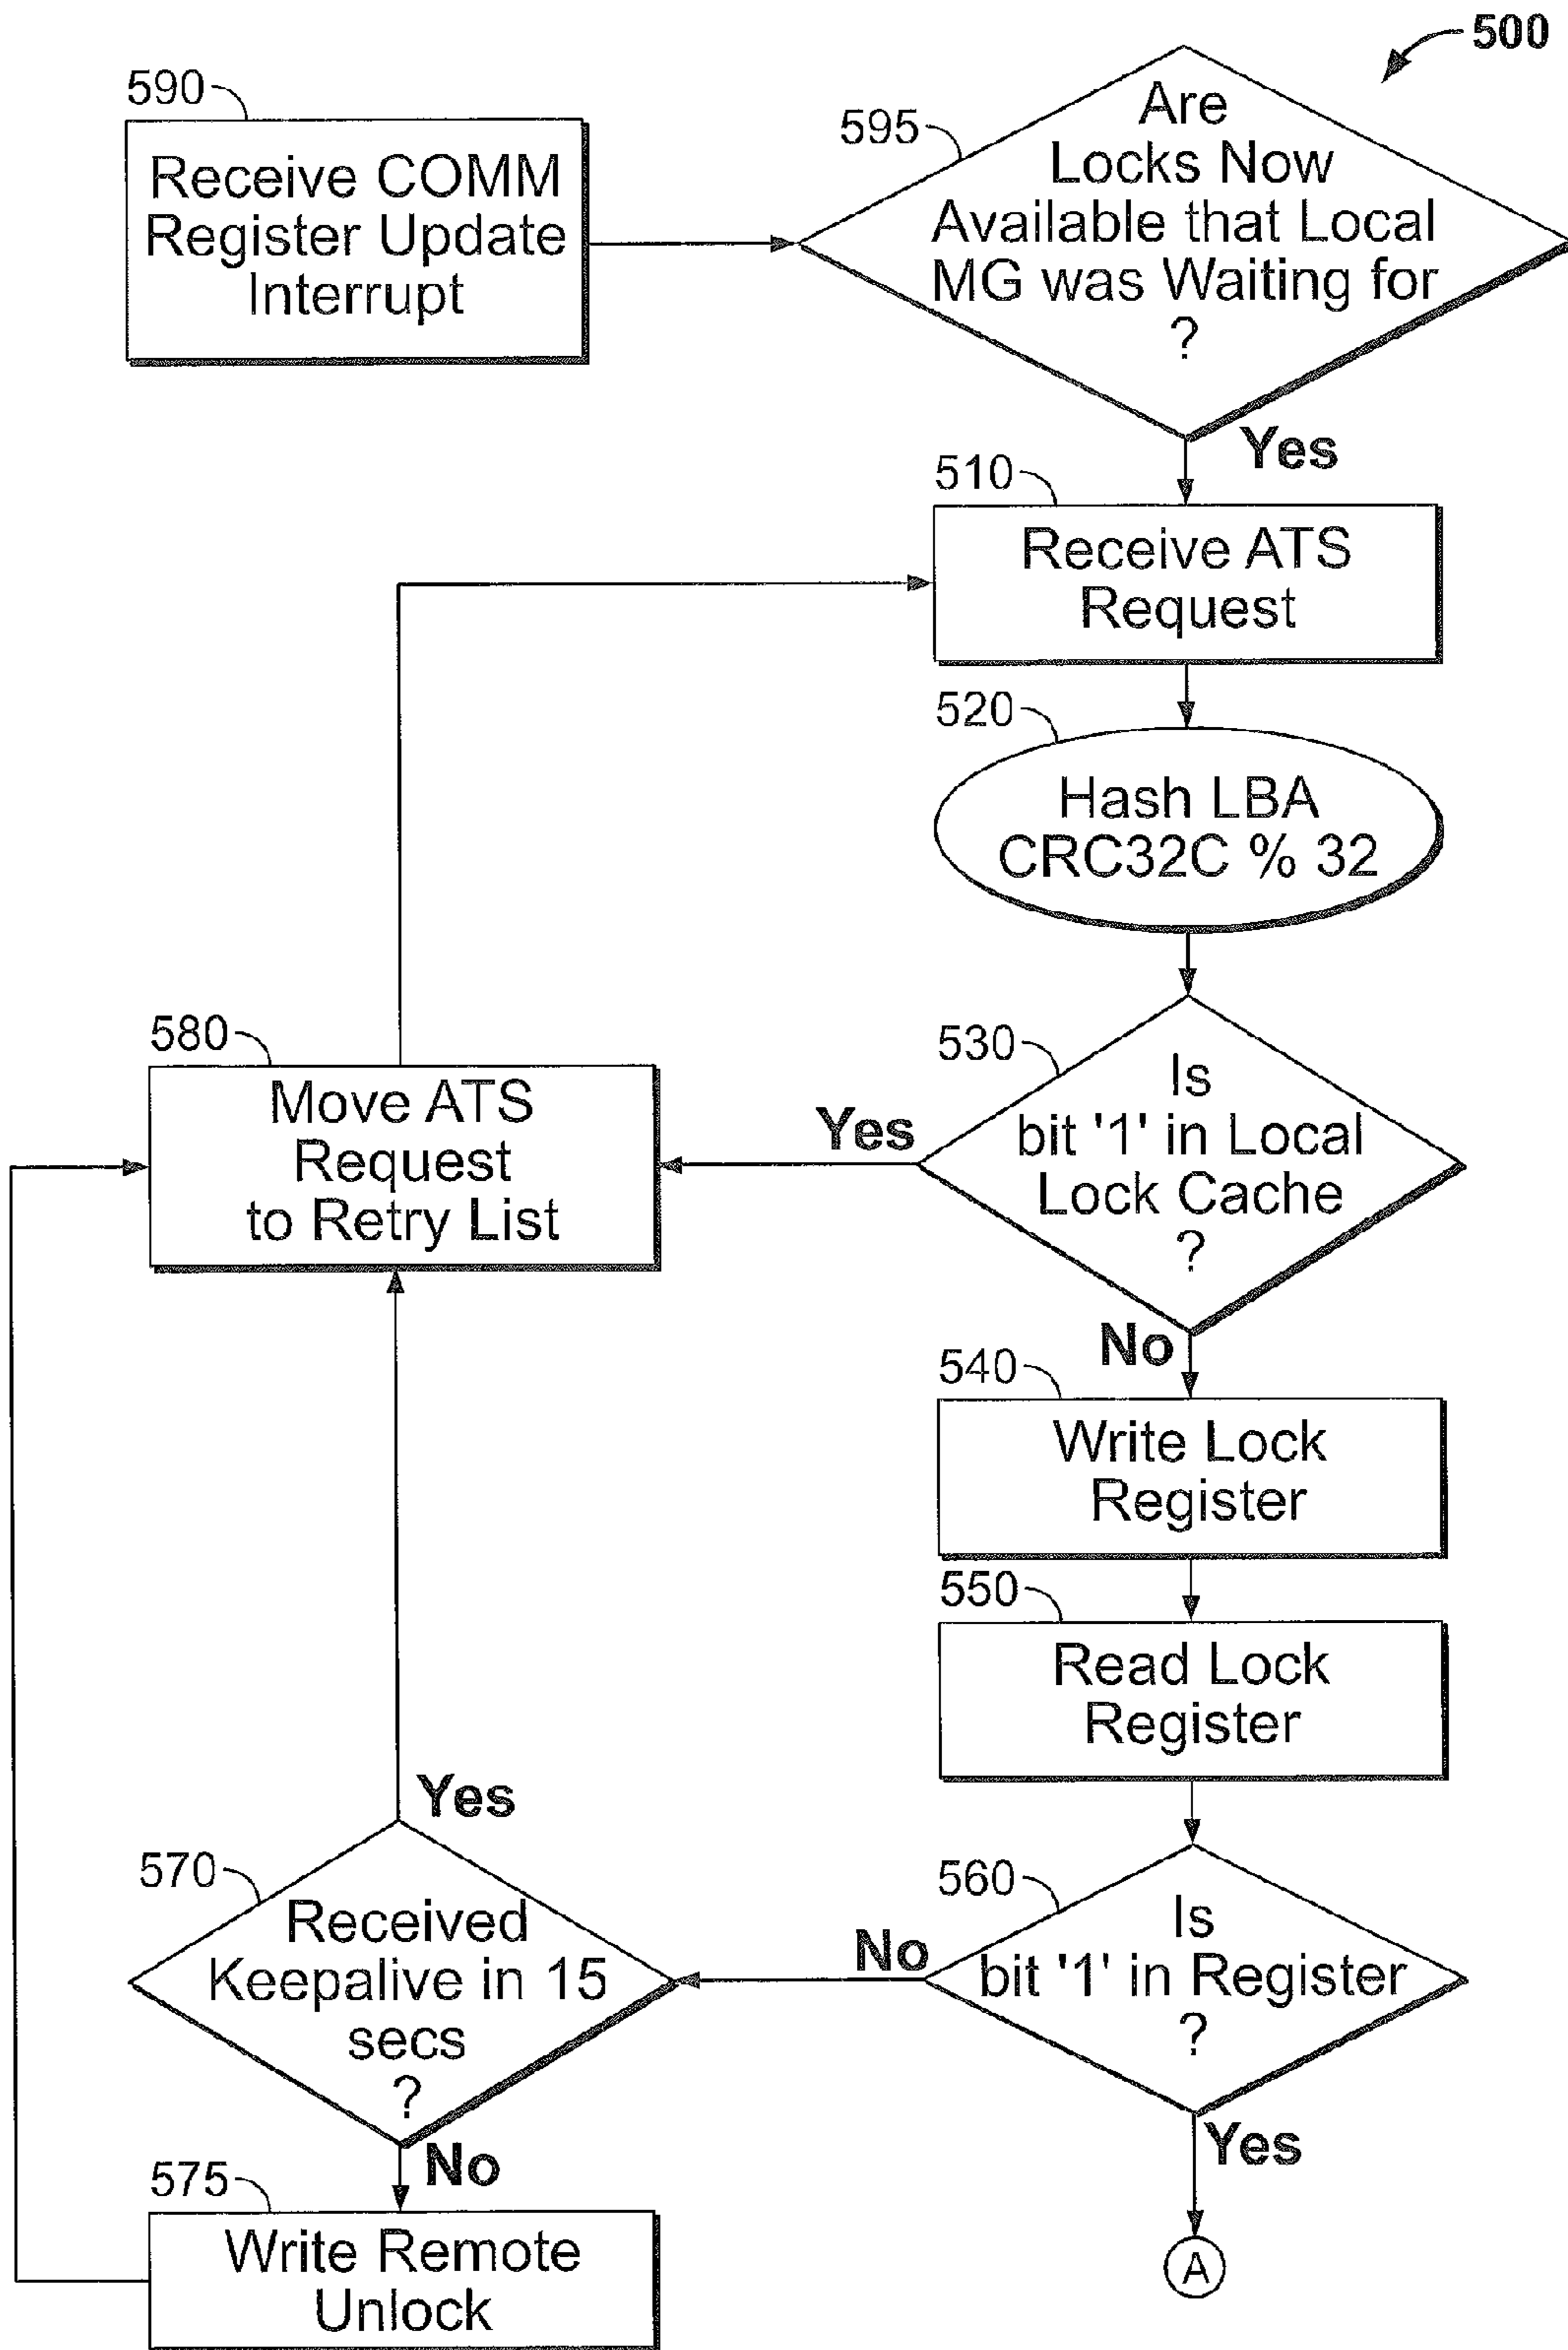 500
590
Receive COMM
Register Update
Interrupt
595
Are
Locks Now
Available that Local
MG was Waiting for
?
Yes
510
Receive ATS
Request
520
Hash LBA
CRC32C % 32
530
Is
bit '1' in Local
Lock Cache
?
Yes
No
580
Move ATS
Request
to Retry List
540
Write Lock
Register
550
Read Lock
Register
560
Is
bit '1' in Register
?
No
Yes
570
Received
Keepalive in 15
secs
?
Yes
No
575
Write Remote
Unlock
A